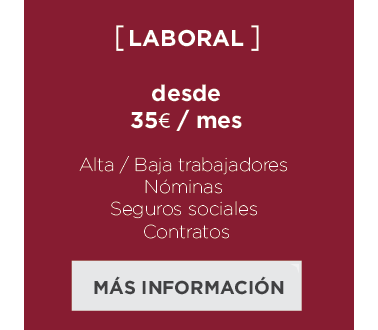 [LABORAL]
desde
35€ / mes
Alta / Baja trabajadores
Nóminas
Seguros sociales
Contratos
MÁS INFORMACIÓN